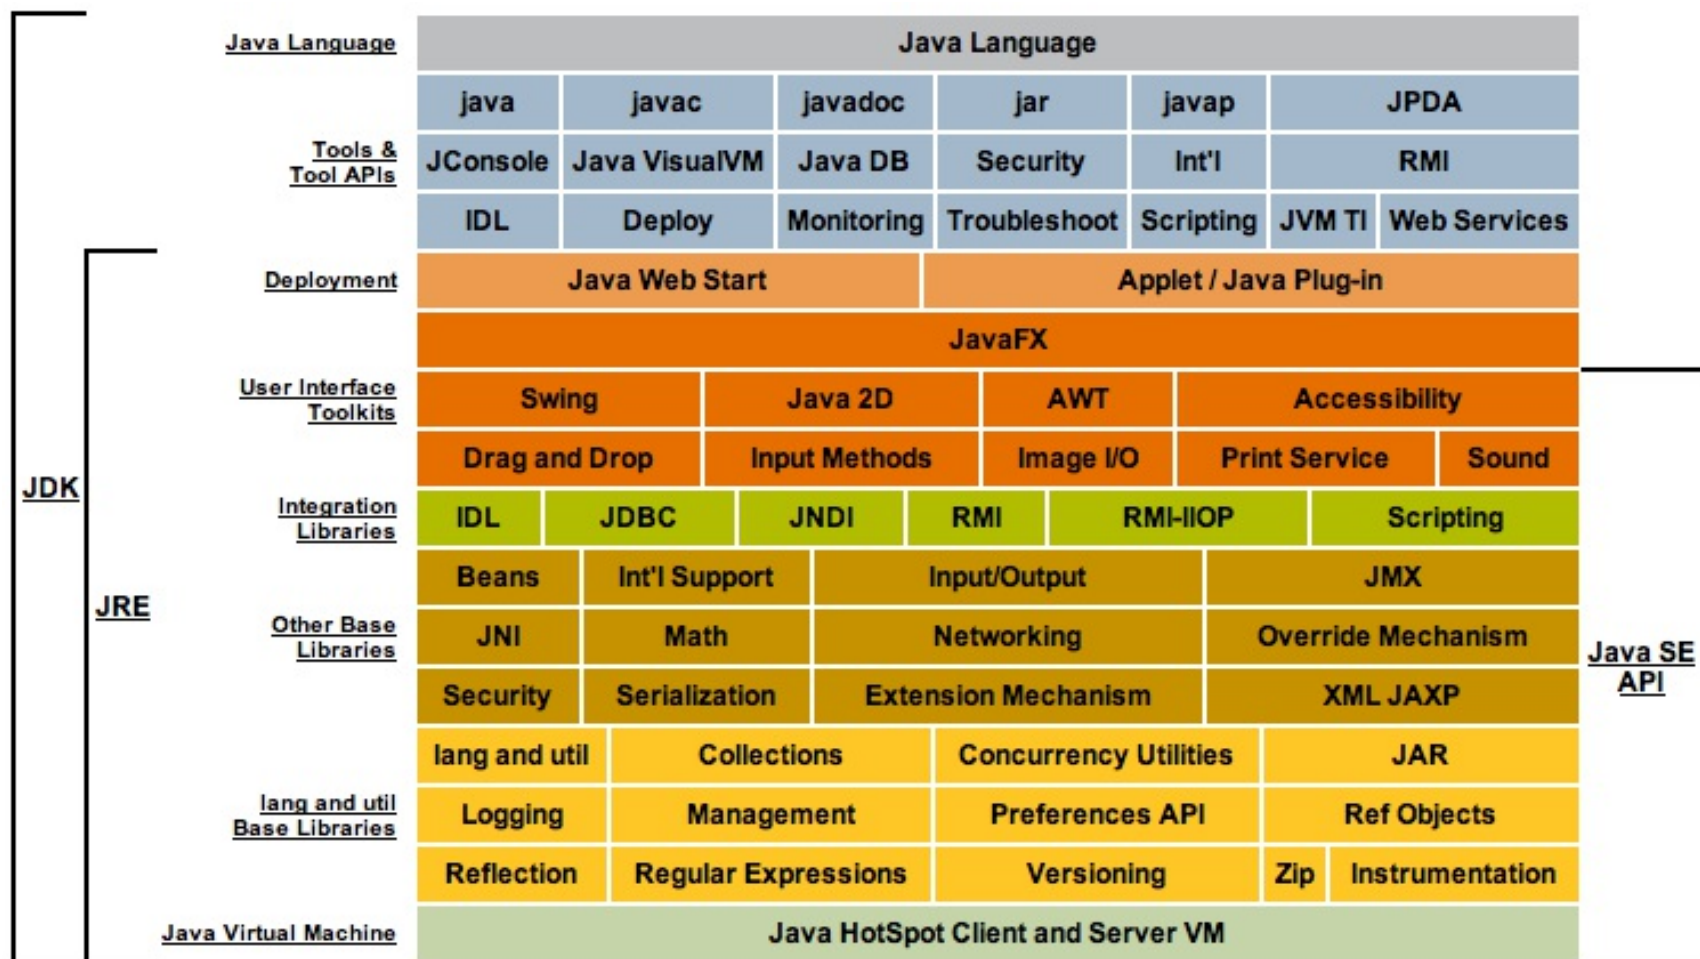 Java Language
Java Language
java javac javadoc jar javap JPDA
Tools &
Tool APIs
JConsole Java VisualVM Java DB Security Int'l RMI
IDL Deploy Monitoring Troubleshoot Scripting JVM TI Web Services
Deployment
Java Web Start Applet / Java Plug-in
JavaFX
User Interface
Toolkits
Swing Java 2D AWT Accessibility
Drag and Drop Input Methods Image I/O Print Service Sound
JDK
Integration
Libraries
IDL JDBC JNDI RMI RMI-IIOP Scripting
Beans Int'l Support Input/Output JMX
JRE
Other Base
Libraries
JNI Math Networking Override Mechanism
Java SE
API
Security Serialization Extension Mechanism XML JAXP
lang and util Collections Concurrency Utilities JAR
lang and util
Base Libraries
Logging Management Preferences API Ref Objects
Reflection Regular Expressions Versioning Zip Instrumentation
Java Virtual Machine
Java HotSpot Client and Server VM